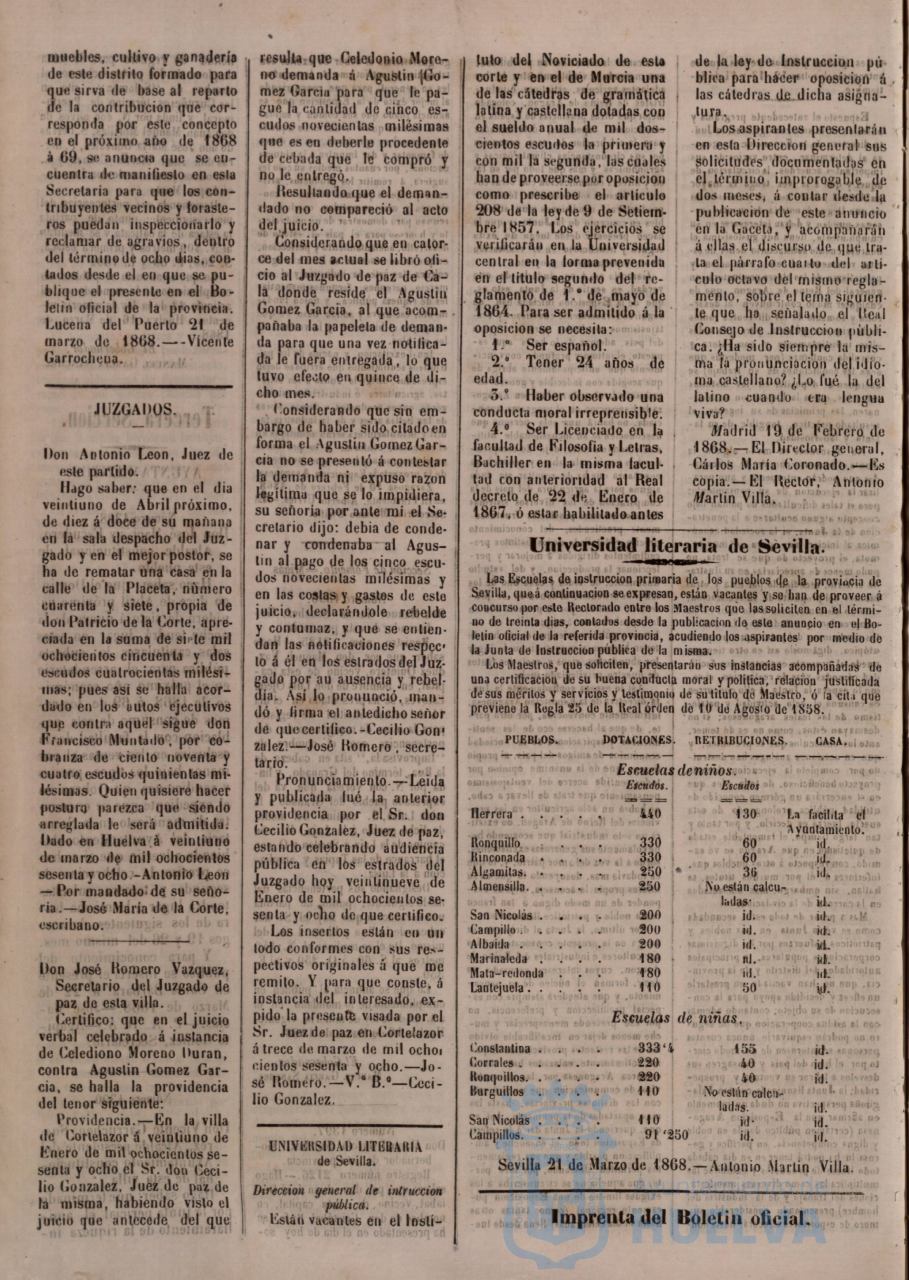 muebles, cultivo y ganadería
de este distrito formado para
que sirva de base al reparto
de la contribucion que cor-
responda por este concepto
en el próximo año de 1868
á 69, se anuncia que se en-
cuentra de manifiesto en esta
Secretaría para que los con-
tribuyentes vecinos y foraste-
ros puedan inspeccionarlo y
reclamar de agravios, dentro
del término de ocho dias, con-
tados desde el en que se pu-
blique el presente en el Bo-
letin oficial de la provincia.
Lucena del Puerto 21 de
marzo de 1868.—-Vicente
Garrocheua.
JUZGADOS.
Don Antonio Leon, Juez de
este partido.
Hago saber: que en el dia
veintiuno de Abril próximo,
de diez á doce de su mañana
en la sala despacho del Juz-
gado y en el mejor postor, se
ha de rematar una casa en la
calle de la Placeta, número
cuarenta y siete, propia de
don Patricio de la Corte, apre-
ciada en la suma de siete mil
ochocientos cincuenta y dos
escudos cuatrocientas milési-
mas; pues asi se halla acor-
dado en los autos ejecutivos
que contra aquel sigue don
Francisco Muntado, por co-
branza de ciento noventa y
cuatro escudos quinientas mi-
lésimas. Quien quisiere hacer
postura parezca que siendo
arreglada le será admitida.
Dado en Huelva á veintiuno
de marzo de mil ochocientos
sesenta y ocho.-Antonio Leon
—Por mandado de su seño-
ria.—José María de la Corte,
escribano.
Don José Romero Vazquez,
Secretario del Juzgado de
paz de esta villa.
Certifico: que en el juicio
verbal celebrado á instancia
de Celediono Moreno Duran,
contra Agustin Gomez Gar-
cia, se halla la providencia
del tenor siguiente:
Providencia.—En la villa
de Cortelazor á veintiuno de
Enero de mil ochocientos se-
senta y ocho el Sr. don Ceci-
lio Gonzalez, Juez de paz de
la misma, habiendo visto el
juicio que antecede del que
resulta que Celedonio More-
no demanda á Agustin Go-
mez Garcia para que le pa-
gue la cantidad de cinco es-
cudos novecientas milésimas
que es en deberle procedente
de cebada que le compró y
no le entregó.
Resultando que el deman-
dado no compareció al acto
del juicio.
Considerando que en cator-
ce del mes actual se libró ofi-
cio al Juzgado de paz de Ca-
la donde reside el Agustin
Gomez Garcia, al que acom-
pañaba la papeleta de deman-
da para que una vez notifica-
da le fuera entregada, lo que
tuvo efecto en quince de di-
cho mes.
Considerando que sin em-
bargo de haber sido citado en
forma el Agustin Gomez Gar-
cia no se presentó á contestar
la demanda ni expuso razon
legítima que se lo impidiera,
su señoria por ante mi el Se-
cretario dijo: debia de conde-
nar y condenaba al Agus-
tin al pago de los cinco escu-
dos novecientas milésimas y
en las costas y gastos de este
juicio, declarándole rebelde
y contumaz, y que se entien-
dan las notificaciones respec-
to á él en los estrados del Juz-
gado por au ausencia y rebel-
dia. Así lo pronunció, man-
dó y firma el antedicho señor
de que certifico.-Cecilio Gon-
zalez.—José Romero, secre-
tario.
Pronunciamiento.—Leida
y publicada fué la anterior
providencia por el Sr. don
Cecilio Gonzalez, Juez de paz,
estando celebrando audiencia
pública en los estrados del
Juzgado hoy veintinueve de
Enero de mil ochocientos se-
senta y ocho de que certifico.
Los insertos están en un
todo conformes con sus res-
pectivos originales á que me
remito. Y para que conste, á
instancia del interesado, ex-
pido la presente visada por el
Sr. Juez de paz en Cortelazor
á trece de marzo de mil ocho-
cientos sesenta y ocho.—Jo-
sé Romero.—V.º B.º—Ceci-
lio Gonzalez.
UNIVERSIDAD LITERARIA
de Sevilla.
Direccion general de intruccion
pública.
Están vacantes en el Insti-
tuto del Noviciado de esta
corte y en el de Murcia una
de las cátedras de gramática
latina y castellana dotadas con
el sueldo anual de mil dos-
cientos escudos la primera y
con mil la segunda, las cuales
han de proveerse por oposicion
como prescribe el artículo
208 de la ley de 9 de Setiem-
bre 1857. Los ejercicios se
verificarán en la Universidad
central en la forma prevenida
en el título segundo del re-
glamento de 1.º de mayo de
1864. Para ser admitido á la
oposicion se necesita:
1.º Ser español.
2.º Tener 24 años de
edad.
3.º Haber observado una
conducta moral irreprensible.
4.º Ser Licenciado en la
facultad de Filosofia y Letras,
Bachiller en la misma facul-
tad con anterioridad al Real
decreto de 22 de Enero de
1867, ó estar habilitado antes
de la ley de Instruccion pú-
blica para hácer oposicion á
las cátedras de dicha asigna-
tura.
Los aspirantes presentarán
en esta Direccion general sus
solicitudes documentadas en
el término improrogable de
dos meses, á contar desde la
publicacion de este anuncio
en la Gaceta, y acompañarán
á ellas el discurso de que tra-
ta el párrafo cuarto del artí-
culo octavo del mismo regla-
mento, sobre el tema siguien-
te que ha señalado el Real
Consejo de Instruccion públi-
ca. ¿Ha sido siempre la mis-
ma la pronunciacion del idio-
ma castellano? ¿Lo fué la del
latino cuando era lengua
viva?
Madrid 19 de Febrero de
1868.—El Director general,
Cárlos María Coronado.—Es
copia.—El Rector, Antonio
Martin Villa.
Universidad literaria de Sevilla.
Las Escuelas de instruccion primaria de los pueblos de la provincia de
Sevilla, que á continuacion se expresan, están vacantes y se han de proveer á
concurso por este Rectorado entre los Maestros que las soliciten en el térmi-
no de treinta dias, contados desde la publicacion de este anuncio en el Bo-
letin oficial de la referida provincia, acudiendo los aspirantes por medio de
la Junta de Instruccion pública de la misma.
Los Maestros, que soliciten, presentarán sus instancias acompañadas de
una certificacion de su buena conducta moral y política, relacion justificada
de sus méritos y servicios y testimonio de su título de Maestro, ó la cita que
previene la Regla 25 de la Real órden de 10 de Agosto de 1858.
PUEBLOS. DOTACIONES. RETRIBUCIONES. CASA.
Escuelas de niños.
Escudos. Escudos
Herrera . . . . . 440 130 La facilita el
Ayuntamiento.
Ronquillo . . . . 330 60 id.
Rinconada . . . . 330 60 id.
Algamitas. . . . . 250 36 id.
Almensilla. . . . . 250 No están calcu-
ladas. id.
San Nicolás . . . . 200 id. id.
Campillo . . . . . 200 id. id.
Albaida . . . . . 200 id. id.
Marinaleda . . . . 180 id. id.
Mata-redonda . . . 180 id. id.
Lantejuela . . . . . 110 50 id.
Escuelas de niñas.
Constantina . . . . 333'4 155 id.
Corrales . . . . . 220 40 id.
Ronquillos. . . . . 220 40 id.
Burguillos . . . . 110 No están calcu-
ladas. id.
San Nicolás . . . . 110 id. id.
Campillos. . . . . 91'250 id. id.
Sevilla 21 de Marzo de 1868.—Antonio Martin Villa.
Imprenta del Boletin oficial.
HUELVA